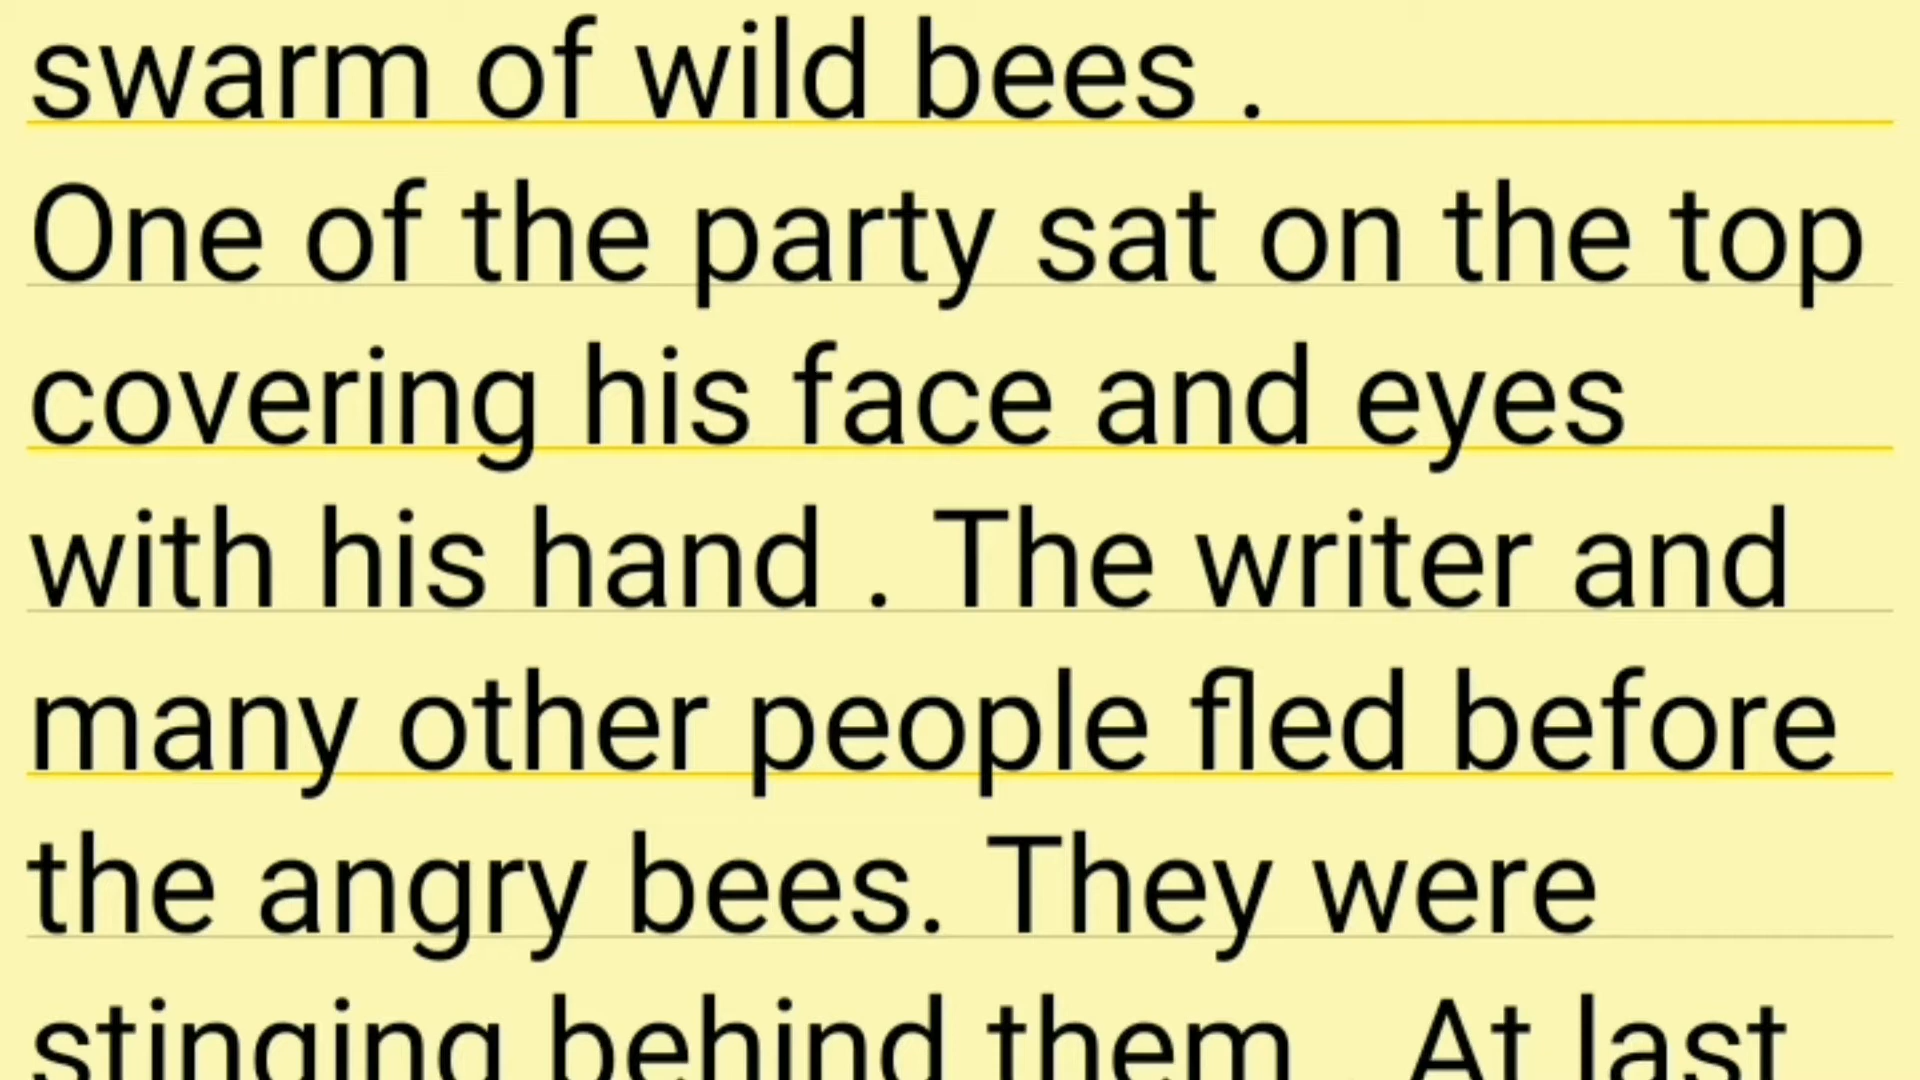 swarm of wild bees .
One of the party sat on the top
covering his face and eyes
with his hand . The writer and
many other people fled before
the angry bees. They were
stinging behind them . At last